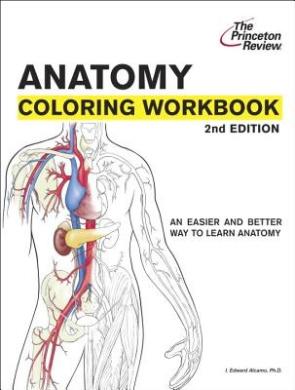 The
Princeton
Review
ANATOMY
COLORING WORKBOOK
2nd EDITION
AN EASIER AND BETTER
WAY TO LEARN ANATOMY
I. Edward Alcamo, Ph.D.